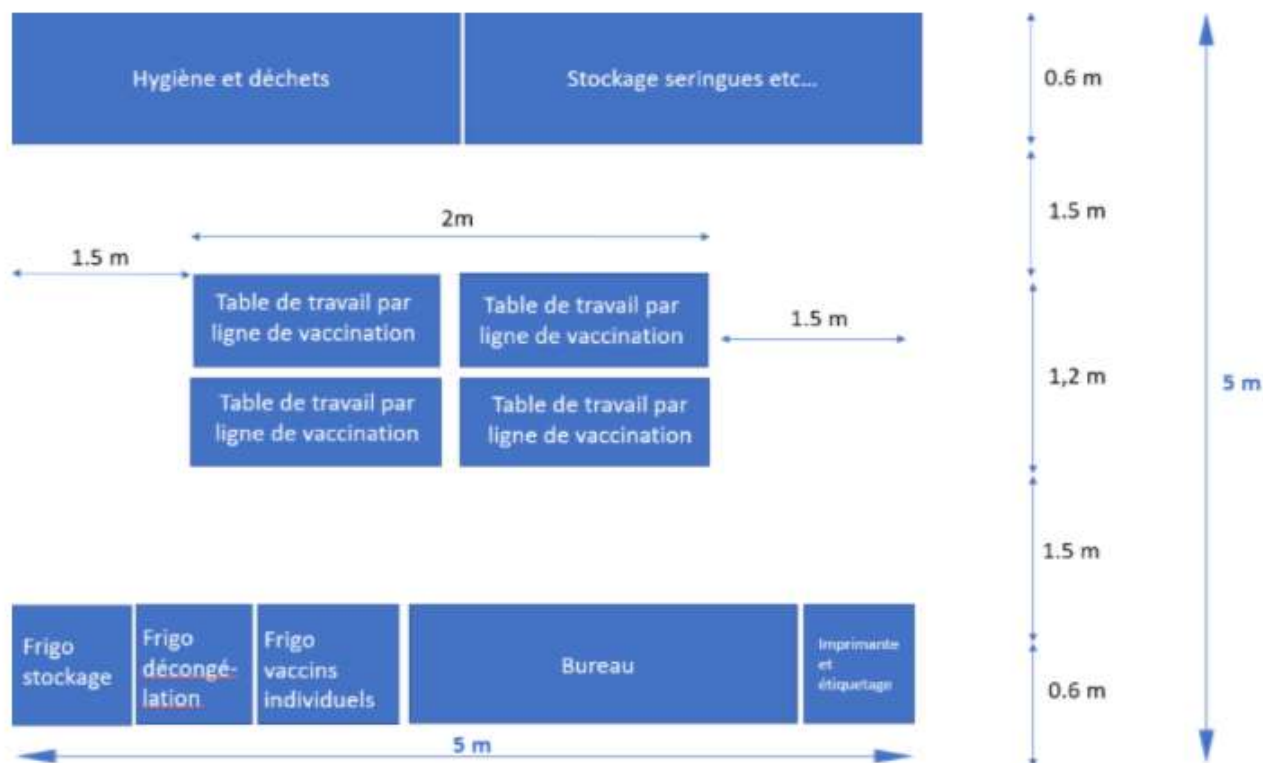 Hygiène et déchets
Stockage seringues etc...
0.6 m
1.5 m
2m
1.5 m
Table de travail par
ligne de vaccination
Table de travail par
ligne de vaccination
1.5 m
1,2 m
5 m
Table de travail par
ligne de vaccination
Table de travail par
ligne de vaccination
1.5 m
Frigo
stockage
Frigo
décongé-
lation
Frigo
vaccins
individuels
Bureau
Imprimante
et
étiquetage
0.6 m
5 m